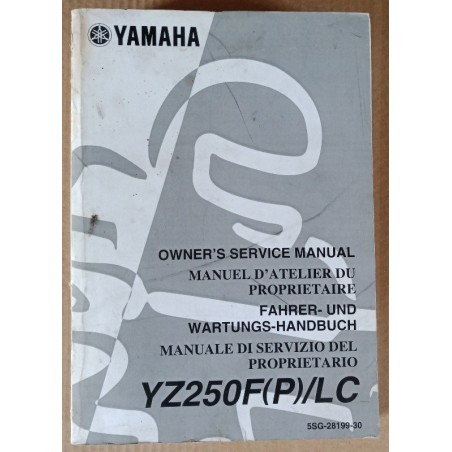 YAMAHA
OWNER'S SERVICE MANUAL
MANUEL D'ATELIER DU
PROPRIETAIRE
FAHRER- UND
WARTUNGS-HANDBUCH
MANUALE DI SERVIZIO DEL
PROPRIETARIO
YZ250F(P)/LC
5SG-28199-30